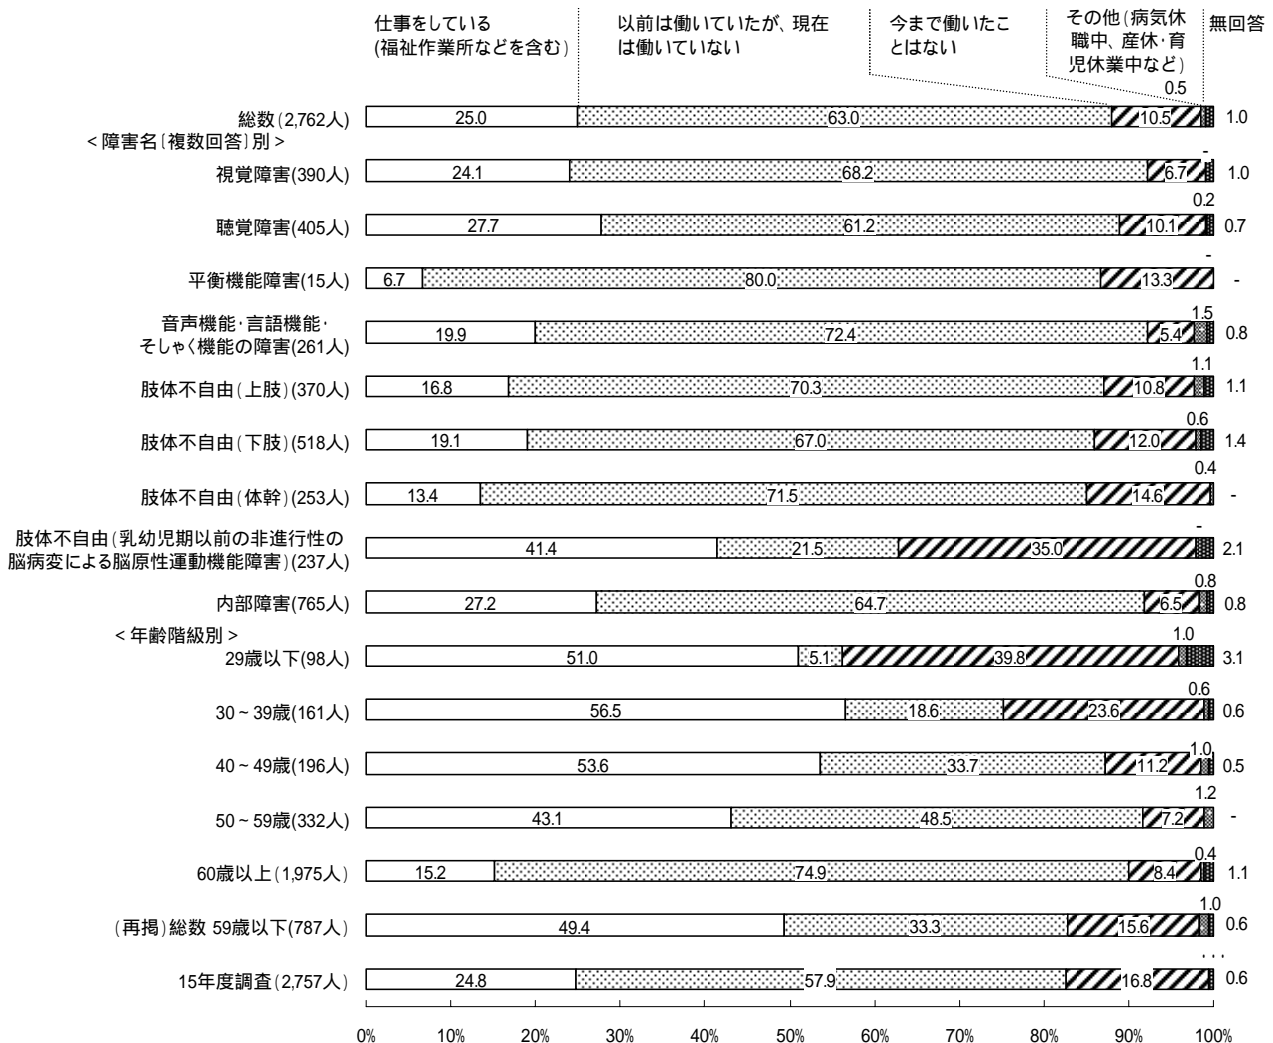 仕事をしている
(福祉作業所などを含む)
以前は働いていたが、現在
は働いていない
今まで働いたこ
とはない
その他(病気休
職中、産休・育
児休業中など)
無回答
0.5
総数(2,762人) 25.0 63.0 10.5 1.0
<障害名〔複数回答〕別>
-
視覚障害(390人) 24.1 68.2 6.7 1.0
0.2
聴覚障害(405人) 27.7 61.2 10.1 0.7
-
平衡機能障害(15人) 6.7 80.0 13.3 -
1.5
音声機能・言語機能・
そしゃく機能の障害(261人) 19.9 72.4 5.4 0.8
1.1
肢体不自由(上肢)(370人) 16.8 70.3 10.8 1.1
0.6
肢体不自由(下肢)(518人) 19.1 67.0 12.0 1.4
0.4
肢体不自由(体幹)(253人) 13.4 71.5 14.6 -
-
肢体不自由(乳幼児期以前の非進行性の
脳病変による脳原性運動機能障害)(237人) 41.4 21.5 35.0 2.1
0.8
内部障害(765人) 27.2 64.7 6.5 0.8
<年齢階級別>
1.0
29歳以下(98人) 51.0 5.1 39.8 3.1
0.6
30~39歳(161人) 56.5 18.6 23.6 0.6
1.0
40~49歳(196人) 53.6 33.7 11.2 0.5
1.2
50~59歳(332人) 43.1 48.5 7.2 -
0.4
60歳以上(1,975人) 15.2 74.9 8.4 1.1
1.0
(再掲)総数 59歳以下(787人) 49.4 33.3 15.6 0.6
...
15年度調査(2,757人) 24.8 57.9 16.8 0.6
0% 10% 20% 30% 40% 50% 60% 70% 80% 90% 100%